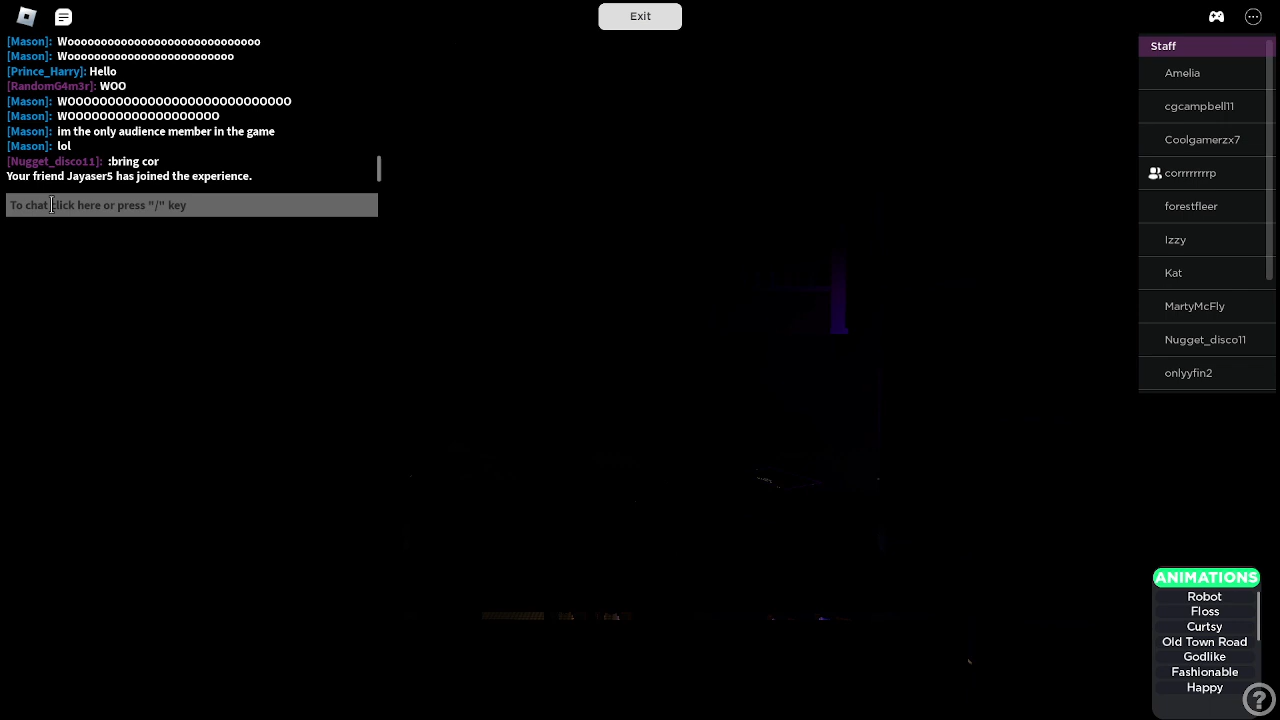 Exit
[Mason]: Woooooooooooooooooooooooooooooo
[Mason]: Wooooooooooooooooooooooooo
[Prince_Harry]: Hello
[RandomG4m3r]: WOO
[Mason]: WOOOOOOOOOOOOOOOOOOOOOOOOOOOO
[Mason]: WOOOOOOOOOOOOOOOOOOO
[Mason]: im the only audience member in the game
[Mason]: lol
[Nugget_disco11]: :bring cor
Your friend Jayaser5 has joined the experience.
To chat click here or press "/" key
Staff
Amelia
cgcampbell11
Coolgamerzx7
corrrrrrrrp
forestfleer
Izzy
Kat
MartyMcFly
Nugget_disco11
onlyyfin2
ANIMATIONS
Robot
Floss
Curtsy
Old Town Road
Godlike
Fashionable
Happy
?